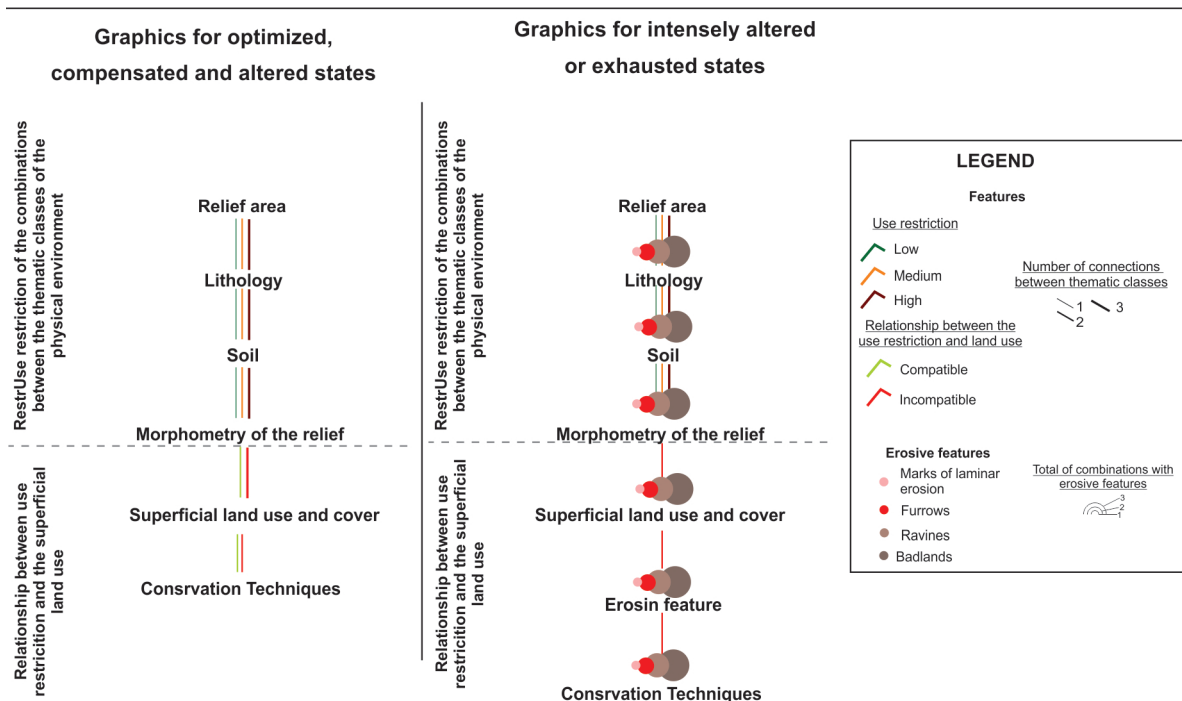 Graphics for optimized,
compensated and altered states
RestrUse restriction of the combinations
between the thematic classes of the
physical environment
Relief area
Lithology
Soil
Morphometry of the relief
Relationship between use
restricition and the superficial
land use
Superficial land use and cover
Consrvation Techniques
Graphics for intensely altered
or exhausted states
RestrUse restriction of the combinations
between the thematic classes of the
physical environment
Relief area
Lithology
Soil
Morphometry of the relief
Relationship between use
restricition and the superficial
land use
Superficial land use and cover
Erosin feature
Consrvation Techniques
LEGEND
Features
Use restriction
Low
Medium
High
Number of connections
between thematic classes
1
2
3
Relationship between the
use restriction and land use
Compatible
Incompatible
Erosive features
Marks of laminar
erosion
Furrows
Ravines
Badlands
Total of combinations with
erosive features
3
2
1